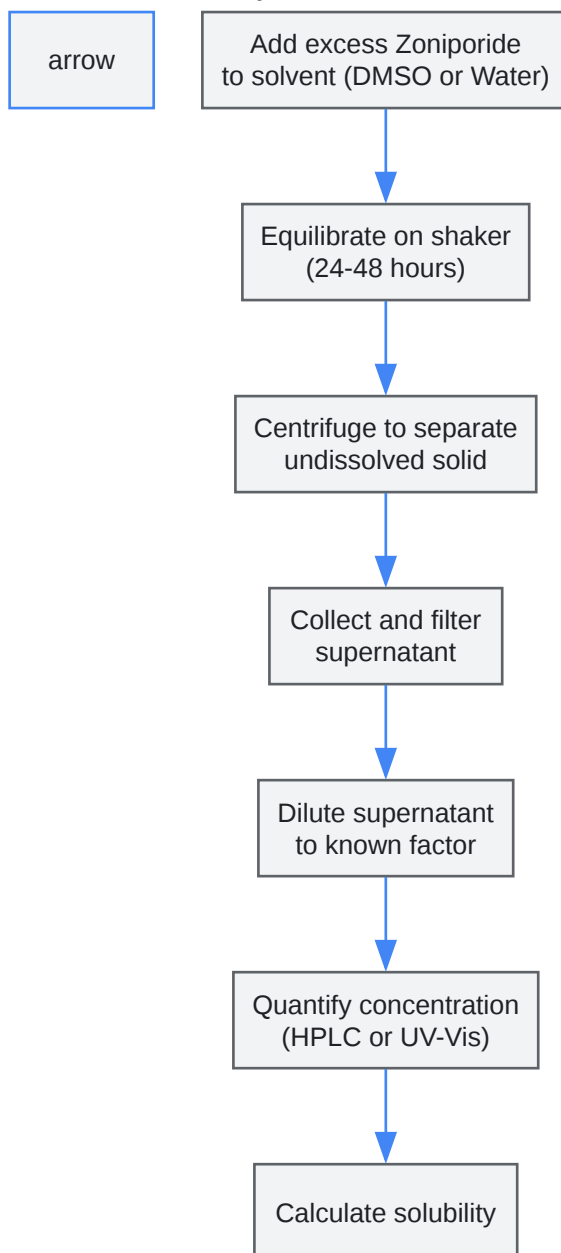 arrow
Add excess Zoniporide
to solvent (DMSO or Water)
Equilibrate on shaker
(24-48 hours)
Centrifuge to separate
undissolved solid
Collect and filter
supernatant
Dilute supernatant
to known factor
Quantify concentration
(HPLC or UV-Vis)
Calculate solubility